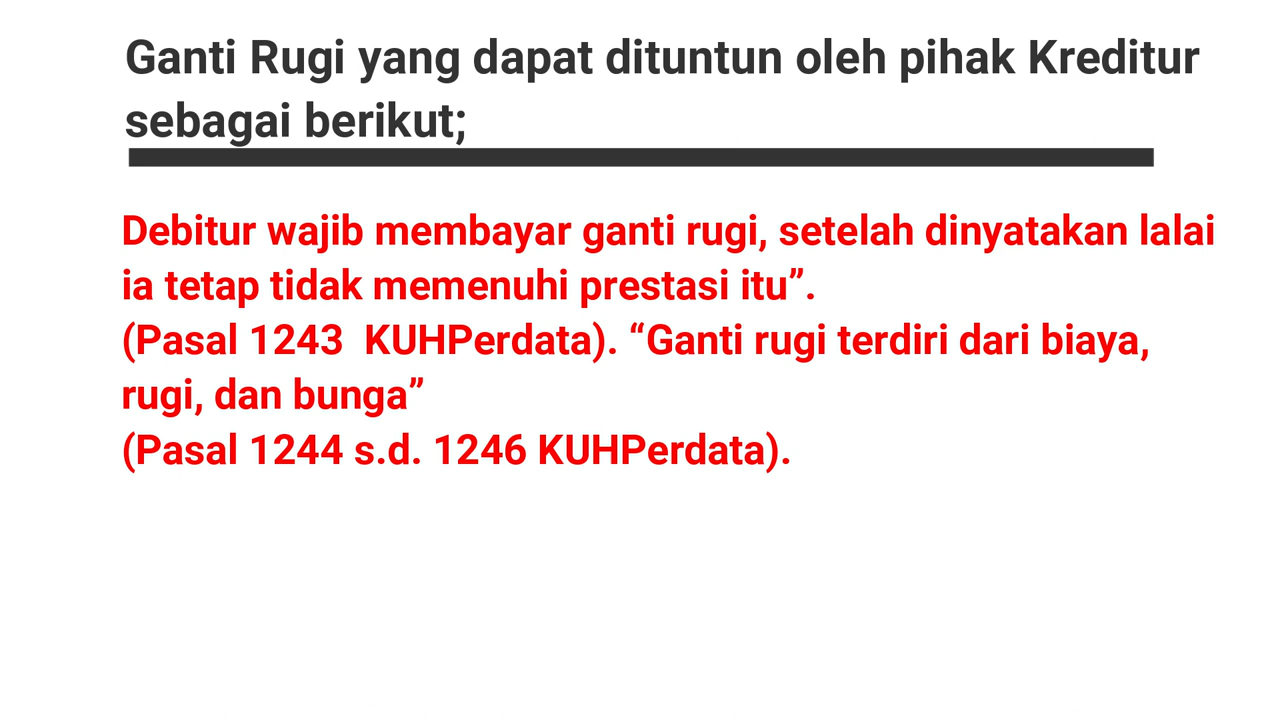 Ganti Rugi yang dapat dituntun oleh pihak Kreditur
sebagai berikut;
Debitur wajib membayar ganti rugi, setelah dinyatakan lalai
ia tetap tidak memenuhi prestasi itu”.
(Pasal 1243  KUHPerdata). “Ganti rugi terdiri dari biaya,
rugi, dan bunga”
(Pasal 1244 s.d. 1246 KUHPerdata).